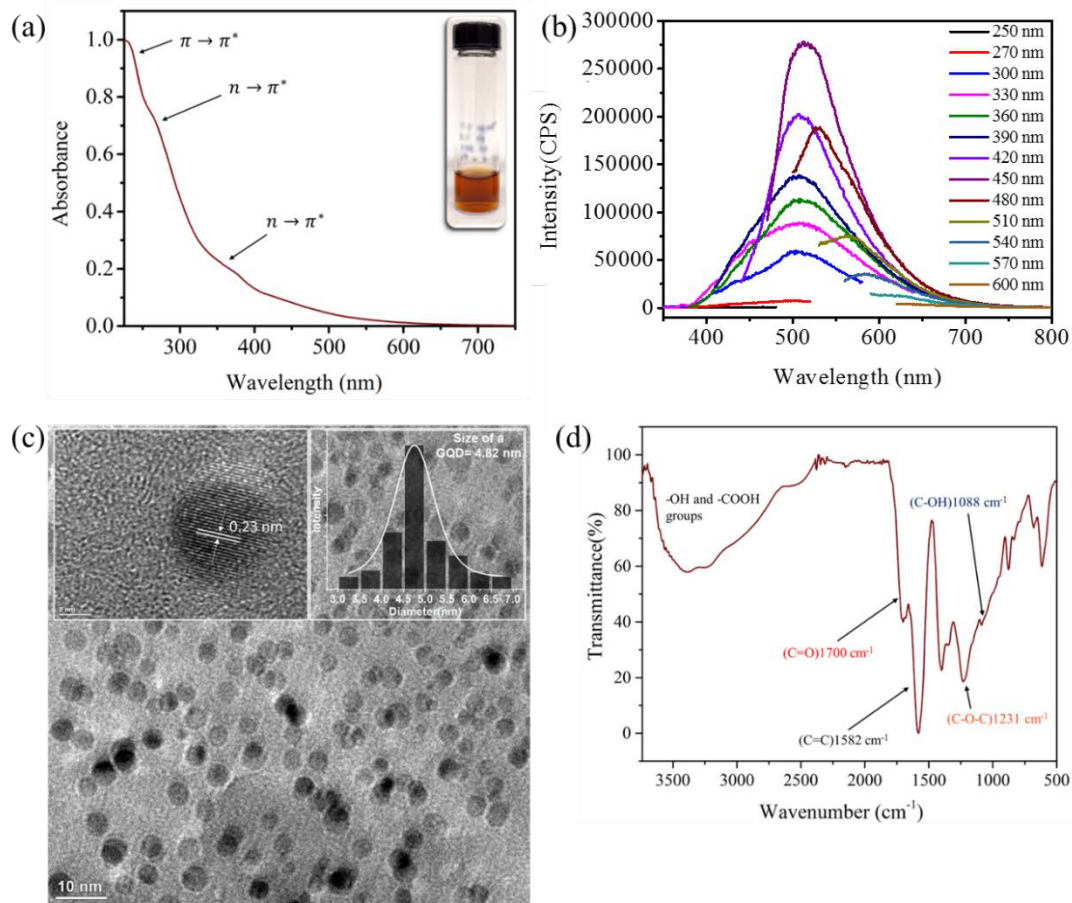 (a)
π → π*
n → π*
n → π*
Absorbance
1.0
0.8
0.6
0.4
0.2
0.0
300 400 500 600 700
Wavelength (nm)
(b)
Intensity(CPS)
300000
250000
200000
150000
100000
50000
0
400 500 600 700 800
Wavelength (nm)
250 nm
270 nm
300 nm
330 nm
360 nm
390 nm
420 nm
450 nm
480 nm
510 nm
540 nm
570 nm
600 nm
(c)
0.23 nm
Size of a
GQD= 4.82 nm
Intensity
3.0 3.5 4.0 4.5 5.0 5.5 6.0 6.5 7.0
Diameter(nm)
10 nm
(d)
Transmittance(%)
100
80
60
40
20
0
-OH and -COOH
groups
(C-OH)1088 cm⁻¹
(C=O)1700 cm⁻¹
(C=C)1582 cm⁻¹
(C-O-C)1231 cm⁻¹
3500 3000 2500 2000 1500 1000 500
Wavenumber (cm⁻¹)